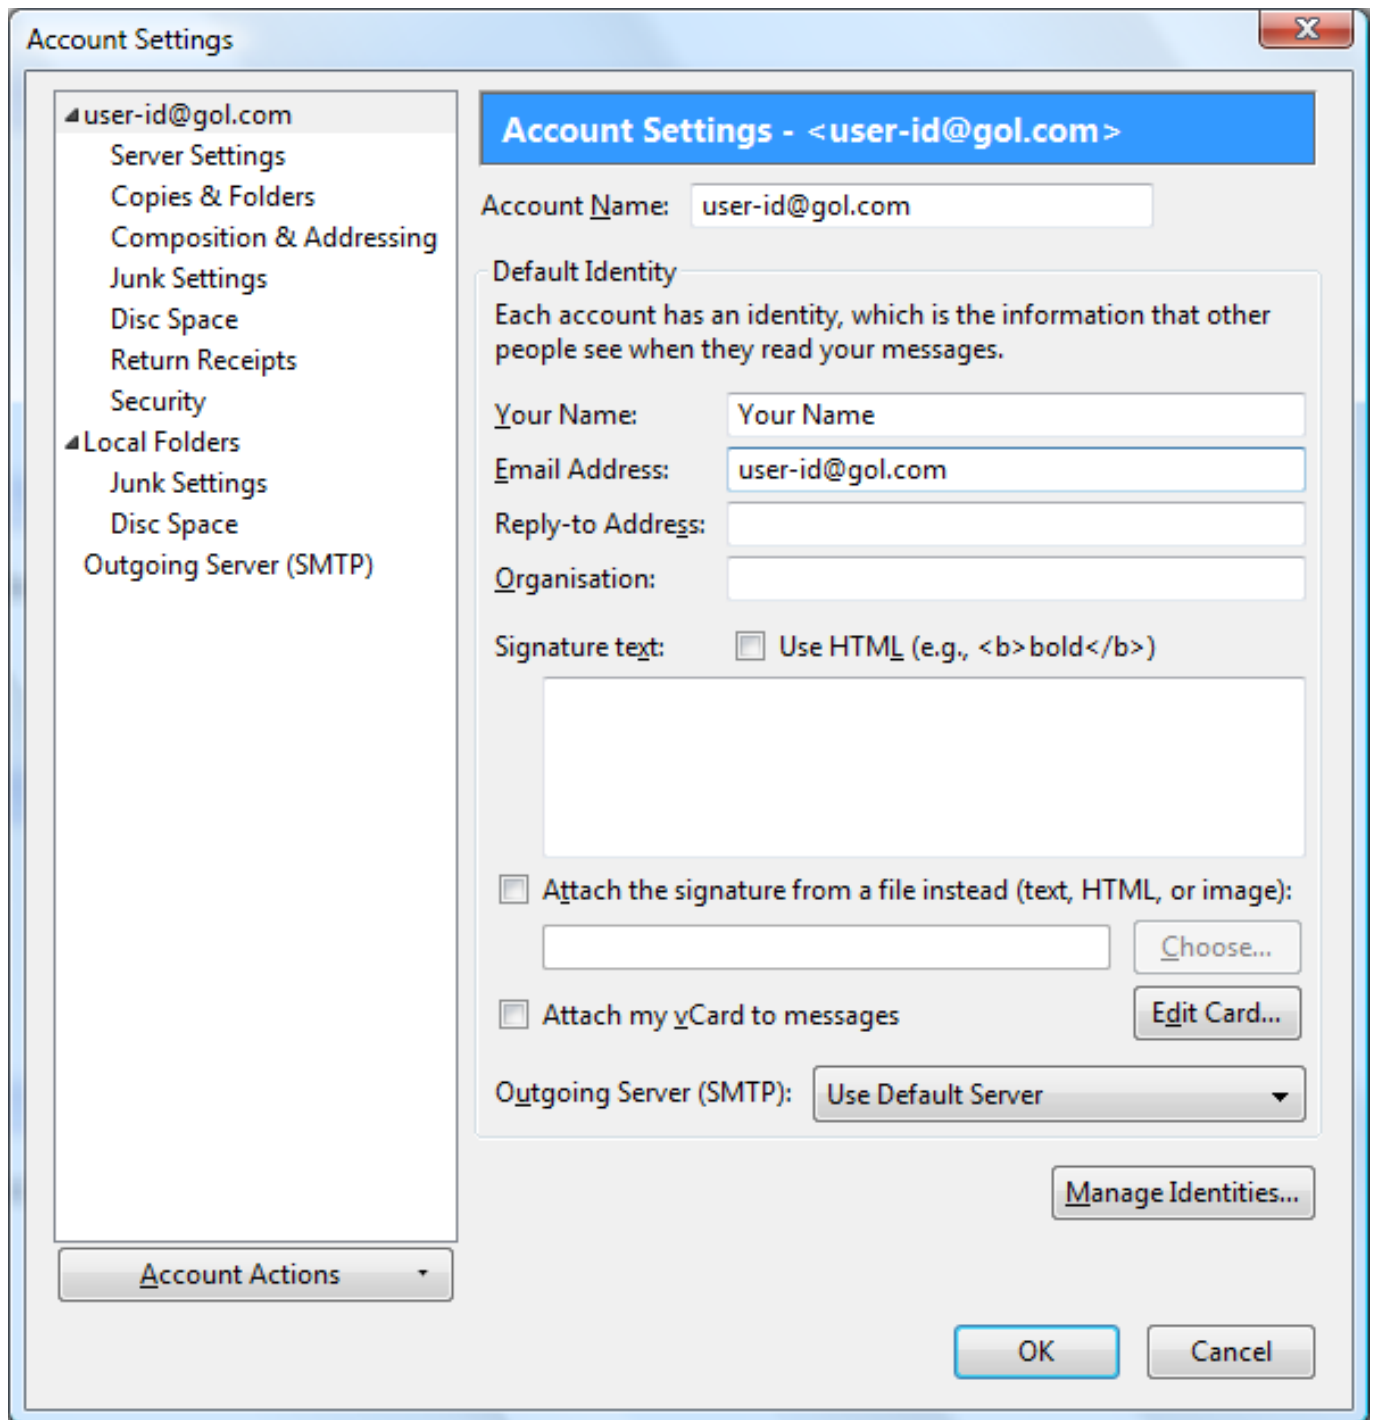 Account Settings
user-id@gol.com
Server Settings
Copies & Folders
Composition & Addressing
Junk Settings
Disc Space
Return Receipts
Security
Local Folders
Junk Settings
Disc Space
Outgoing Server (SMTP)
Account Actions
Account Settings - <user-id@gol.com>
Account Name: user-id@gol.com
Default Identity
Each account has an identity, which is the information that other
people see when they read your messages.
Your Name: Your Name
Email Address: user-id@gol.com
Reply-to Address:
Organisation:
Signature text: Use HTML (e.g., <b>bold</b>)
Attach the signature from a file instead (text, HTML, or image):
Choose...
Attach my vCard to messages Edit Card...
Outgoing Server (SMTP): Use Default Server
Manage Identities...
OK Cancel